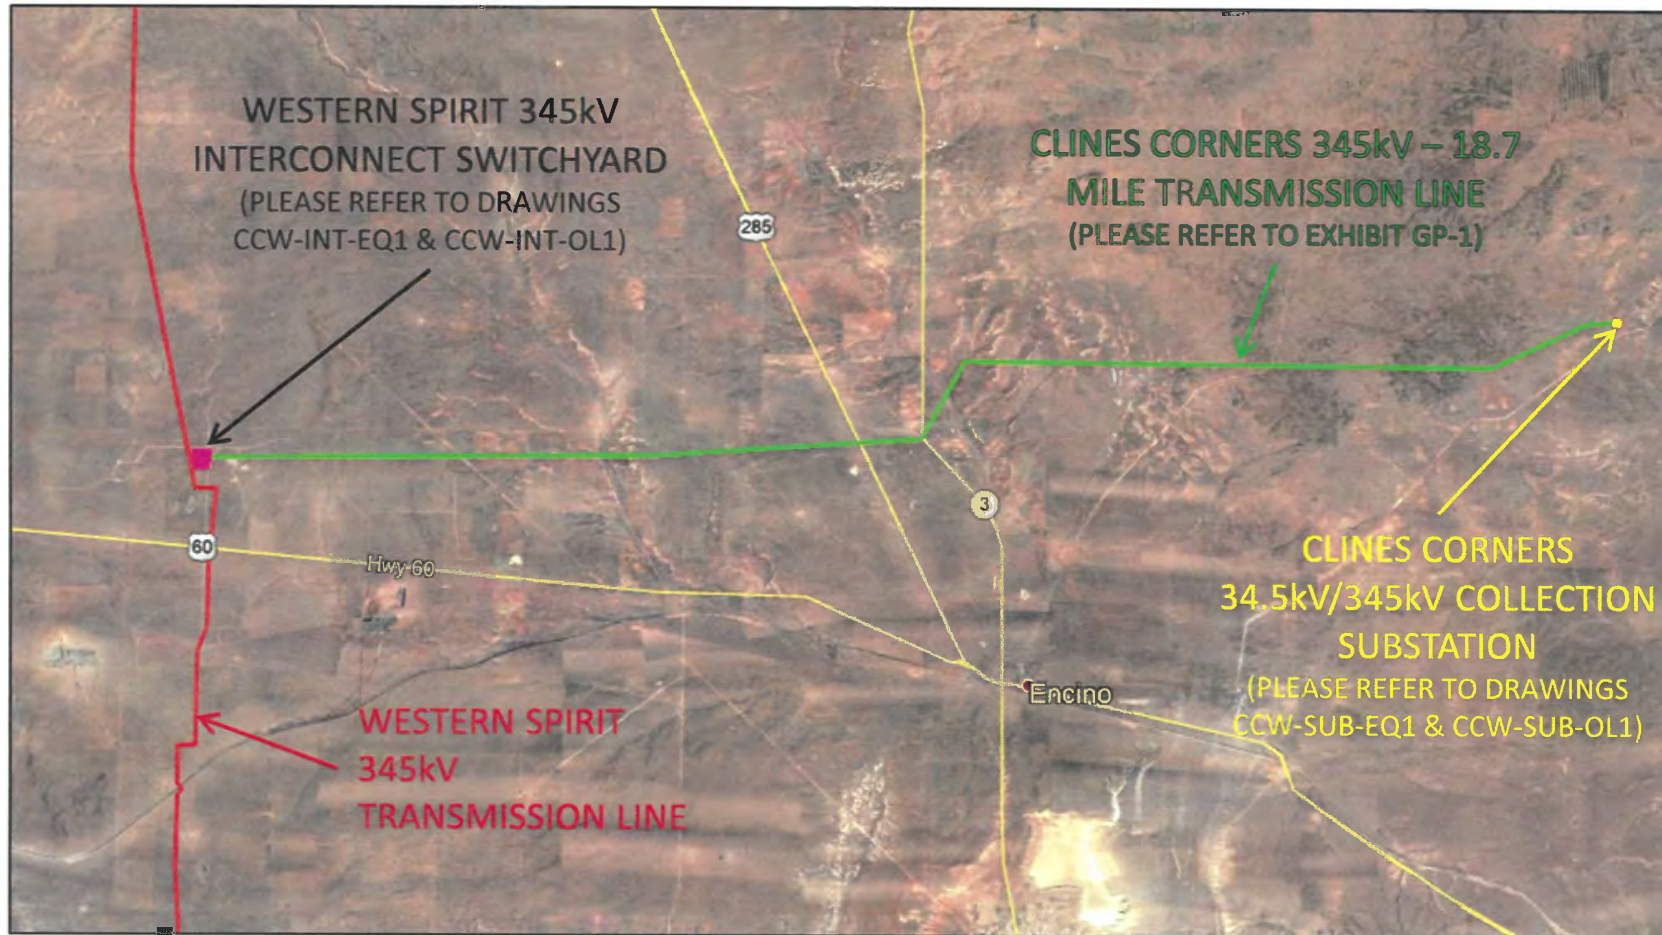 WESTERN SPIRIT 345kV
INTERCONNECT SWITCHYARD
(PLEASE REFER TO DRAWINGS
CCW-INT-EQ1 & CCW-INT-OL1)
CLINES CORNERS 345kV – 18.7
MILE TRANSMISSION LINE
(PLEASE REFER TO EXHIBIT GP-1)
285
3
60
Hwy 60
CLINES CORNERS
34.5kV/345kV COLLECTION
SUBSTATION
(PLEASE REFER TO DRAWINGS
CCW-SUB-EQ1 & CCW-SUB-OL1)
Encino
WESTERN SPIRIT
345kV
TRANSMISSION LINE